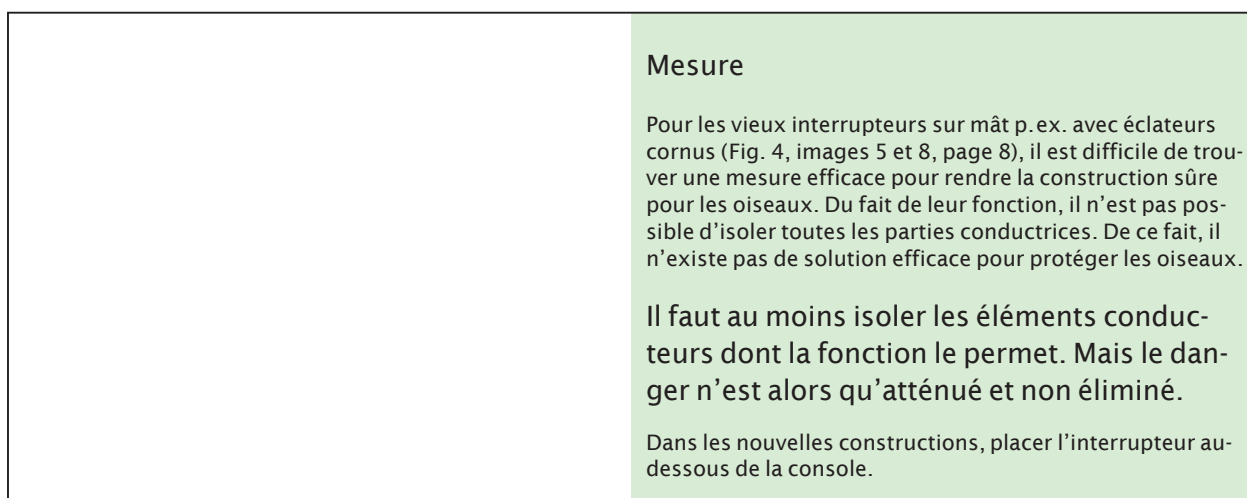 Mesure
Pour les vieux interrupteurs sur mât p.ex. avec éclateurs
cornus (Fig. 4, images 5 et 8, page 8), il est difficile de trou-
ver une mesure efficace pour rendre la construction sûre
pour les oiseaux. Du fait de leur fonction, il n’est pas pos-
sible d’isoler toutes les parties conductrices. De ce fait, il
n’existe pas de solution efficace pour protéger les oiseaux.
Il faut au moins isoler les éléments conduc-
teurs dont la fonction le permet. Mais le dan-
ger n’est alors qu’atténué et non éliminé.
Dans les nouvelles constructions, placer l’interrupteur au-
dessous de la console.